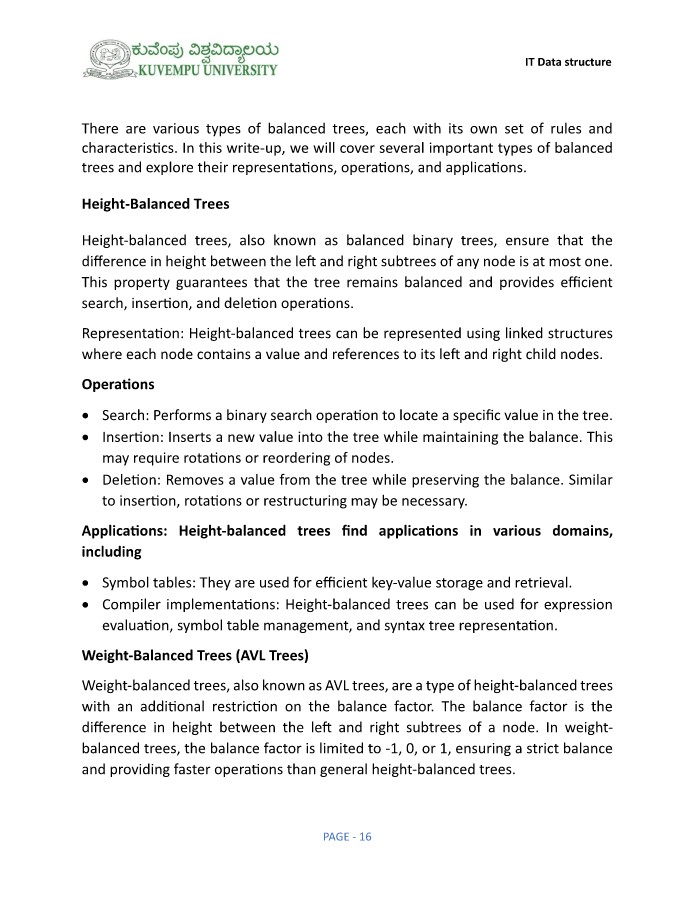 ಕುವೆಂಪು ವಿಶ್ವವಿದ್ಯಾಲಯ
KUVEMPU UNIVERSITY
IT Data structure
There are various types of balanced trees, each with its own set of rules and
characteristics. In this write-up, we will cover several important types of balanced
trees and explore their representations, operations, and applications.
Height-Balanced Trees
Height-balanced trees, also known as balanced binary trees, ensure that the
difference in height between the left and right subtrees of any node is at most one.
This property guarantees that the tree remains balanced and provides efficient
search, insertion, and deletion operations.
Representation: Height-balanced trees can be represented using linked structures
where each node contains a value and references to its left and right child nodes.
Operations
• Search: Performs a binary search operation to locate a specific value in the tree.
• Insertion: Inserts a new value into the tree while maintaining the balance. This
may require rotations or reordering of nodes.
• Deletion: Removes a value from the tree while preserving the balance. Similar
to insertion, rotations or restructuring may be necessary.
Applications: Height-balanced trees find applications in various domains,
including
• Symbol tables: They are used for efficient key-value storage and retrieval.
• Compiler implementations: Height-balanced trees can be used for expression
evaluation, symbol table management, and syntax tree representation.
Weight-Balanced Trees (AVL Trees)
Weight-balanced trees, also known as AVL trees, are a type of height-balanced trees
with an additional restriction on the balance factor. The balance factor is the
difference in height between the left and right subtrees of a node. In weight-
balanced trees, the balance factor is limited to -1, 0, or 1, ensuring a strict balance
and providing faster operations than general height-balanced trees.
PAGE - 16